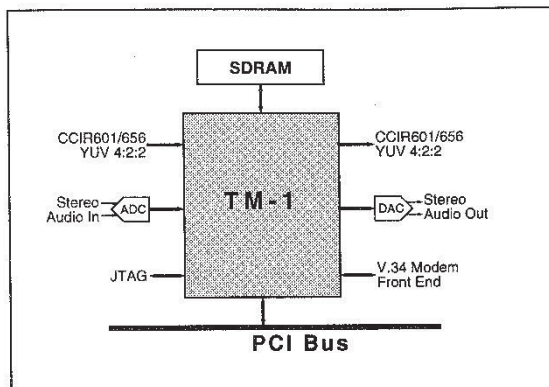 SDRAM
CCIR601/656
YUV 4:2:2
CCIR601/656
YUV 4:2:2
TM-1
Stereo
Audio In
ADC
DAC
Stereo
Audio Out
JTAG
V.34 Modem
Front End
PCI Bus